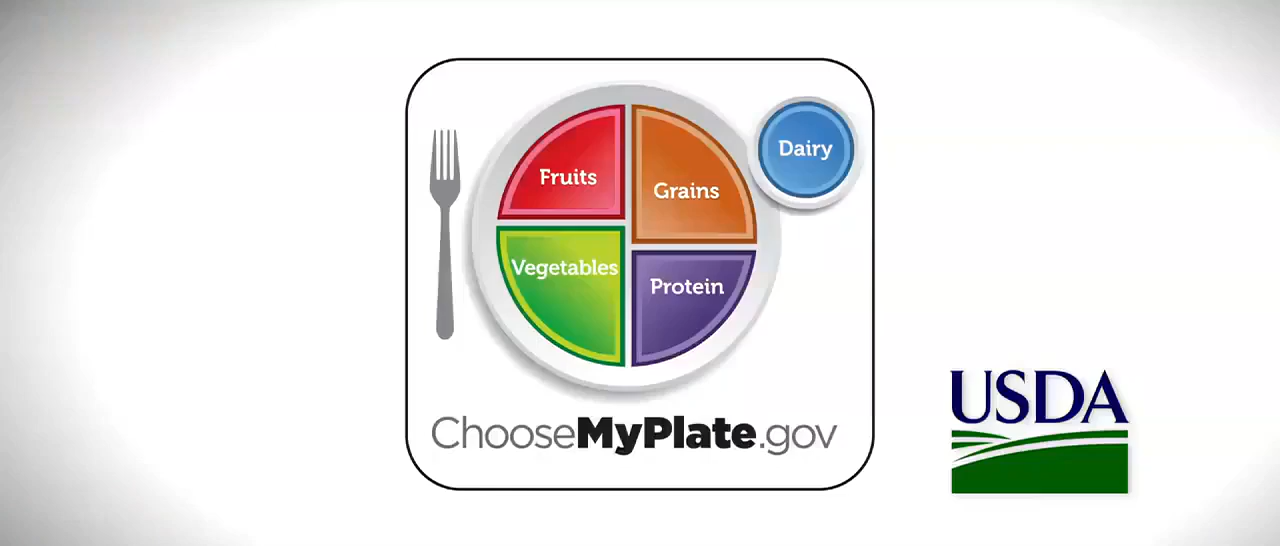 Fruits
Grains
Dairy
Vegetables
Protein
ChooseMyPlate.gov
USDA